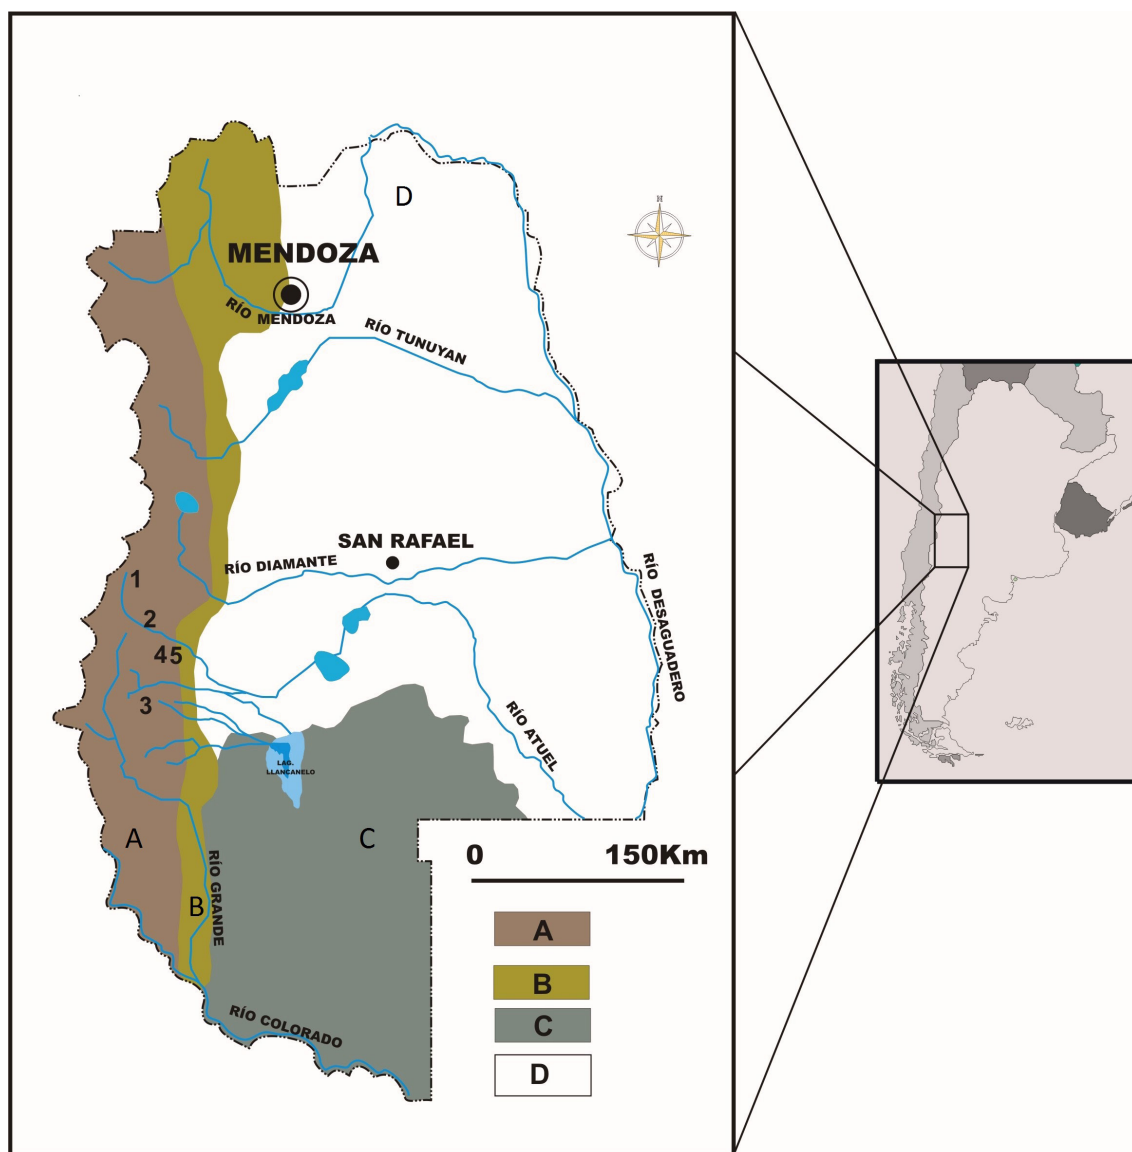 D
N
MENDOZA
RÍO
MENDOZA
RÍO TUNUYAN
SAN RAFAEL
RÍO DIAMANTE
1
2
45
3
RÍO DESAGUADERO
RÍO ATUEL
LAG.
LLANCANELO
A
C
B
RÍO GRANDE
0 150Km
A
B
C
D
RÍO COLORADO